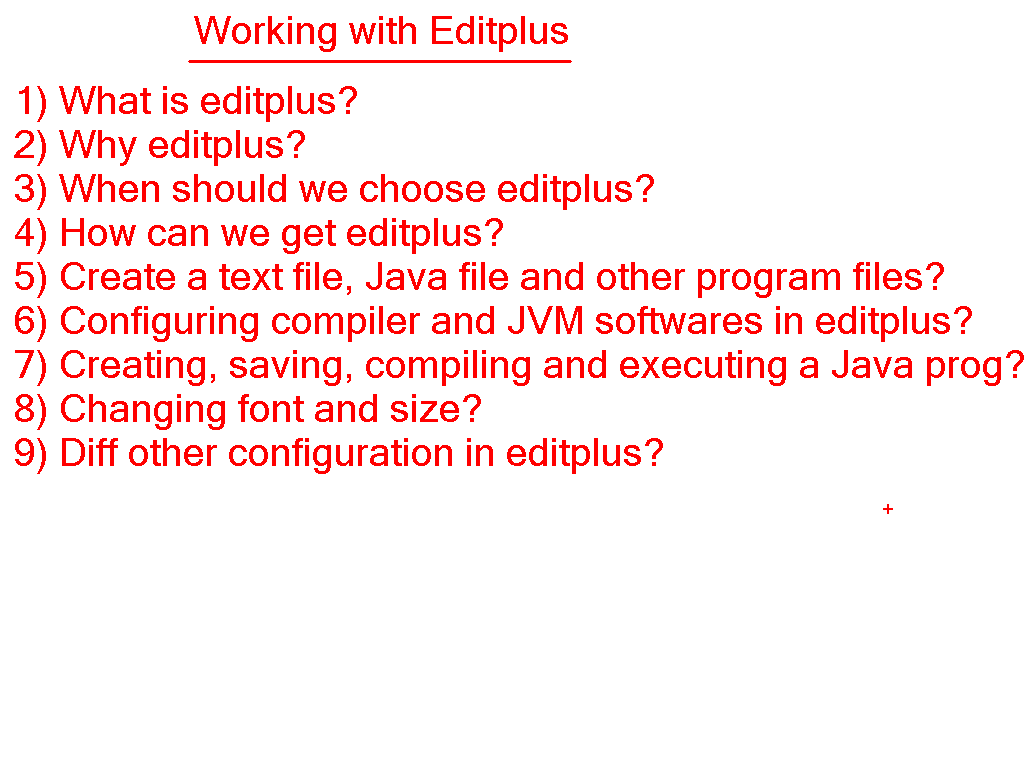 Working with Editplus
1) What is editplus?
2) Why editplus?
3) When should we choose editplus?
4) How can we get editplus?
5) Create a text file, Java file and other program files?
6) Configuring compiler and JVM softwares in editplus?
7) Creating, saving, compiling and executing a Java prog?
8) Changing font and size?
9) Diff other configuration in editplus?